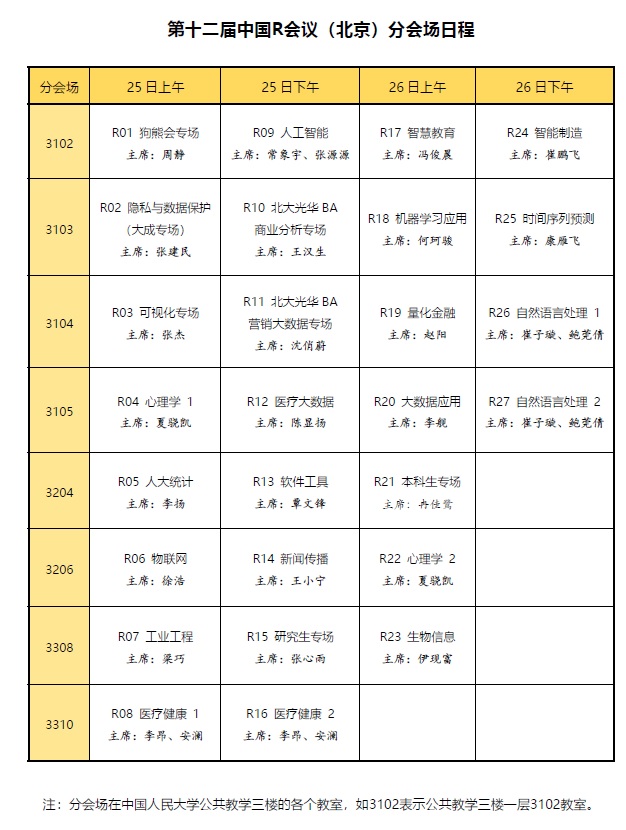 第十二届中国R会议（北京）分会场日程
分会场 25日上午 25日下午 26日上午 26日下午
3102
R01 狗熊会专场
主席：周静
R09 人工智能
主席：常象宇、张源源
R17 智慧教育
主席：冯俊晨
R24 智能制造
主席：崔鹏飞
3103
R02 隐私与数据保护
（大成专场）
主席：张建民
R10 北大光华BA
商业分析专场
主席：王汉生
R18 机器学习应用
主席：何珂骏
R25 时间序列预测
主席：康雁飞
3104
R03 可视化专场
主席：张杰
R11 北大光华BA
营销大数据专场
主席：沈俏蔚
R19 量化金融
主席：赵阳
R26 自然语言处理 1
主席：崔子璇、鲍莞倩
3105
R04 心理学 1
主席：夏骁凯
R12 医疗大数据
主席：陈显扬
R20 大数据应用
主席：李舰
R27 自然语言处理 2
主席：崔子璇、鲍莞倩
3204
R05 人大统计
主席：李扬
R13 软件工具
主席：覃文锋
R21 本科生专场
主席：冉佳鹭
3206
R06 物联网
主席：徐浩
R14 新闻传播
主席：王小宁
R22 心理学 2
主席：夏骁凯
3308
R07 工业工程
主席：梁巧
R15 研究生专场
主席：张心雨
R23 生物信息
主席：伊现富
3310
R08 医疗健康 1
主席：李昂、安澜
R16 医疗健康 2
主席：李昂、安澜
注：分会场在中国人民大学公共教学三楼的各个教室，如3102表示公共教学三楼一层3102教室。